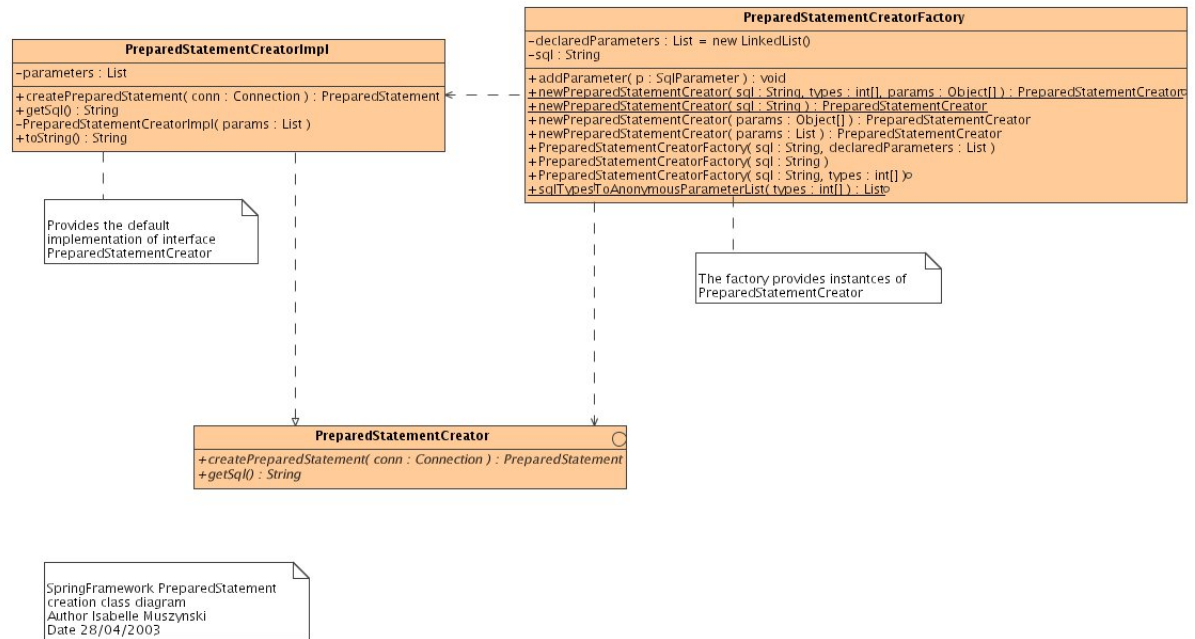 PreparedStatementCreatorImpl
-parameters : List
+createPreparedStatement( conn : Connection ) : PreparedStatement
+getSql() : String
-PreparedStatementCreatorImpl( params : List )
+toString() : String
Provides the default
implementation of interface
PreparedStatementCreator
PreparedStatementCreatorFactory
-declaredParameters : List = new LinkedList()
-sql : String
+addParameter( p : SqlParameter ) : void
+newPreparedStatementCreator( sql : String, types : int[], params : Object[] ) : PreparedStatementCreator
+newPreparedStatementCreator( sql : String ) : PreparedStatementCreator
+newPreparedStatementCreator( params : Object[] ) : PreparedStatementCreator
+newPreparedStatementCreator( params : List ) : PreparedStatementCreator
+PreparedStatementCreatorFactory( sql : String, declaredParameters : List )
+PreparedStatementCreatorFactory( sql : String )
+PreparedStatementCreatorFactory( sql : String, types : int[] )
+sqlTypesToAnonymousParameterList( types : int[] ) : List
The factory provides instantces of
PreparedStatementCreator
PreparedStatementCreator
+createPreparedStatement( conn : Connection ) : PreparedStatement
+getSql() : String
SpringFramework PreparedStatement
creation class diagram
Author Isabelle Muszynski
Date 28/04/2003